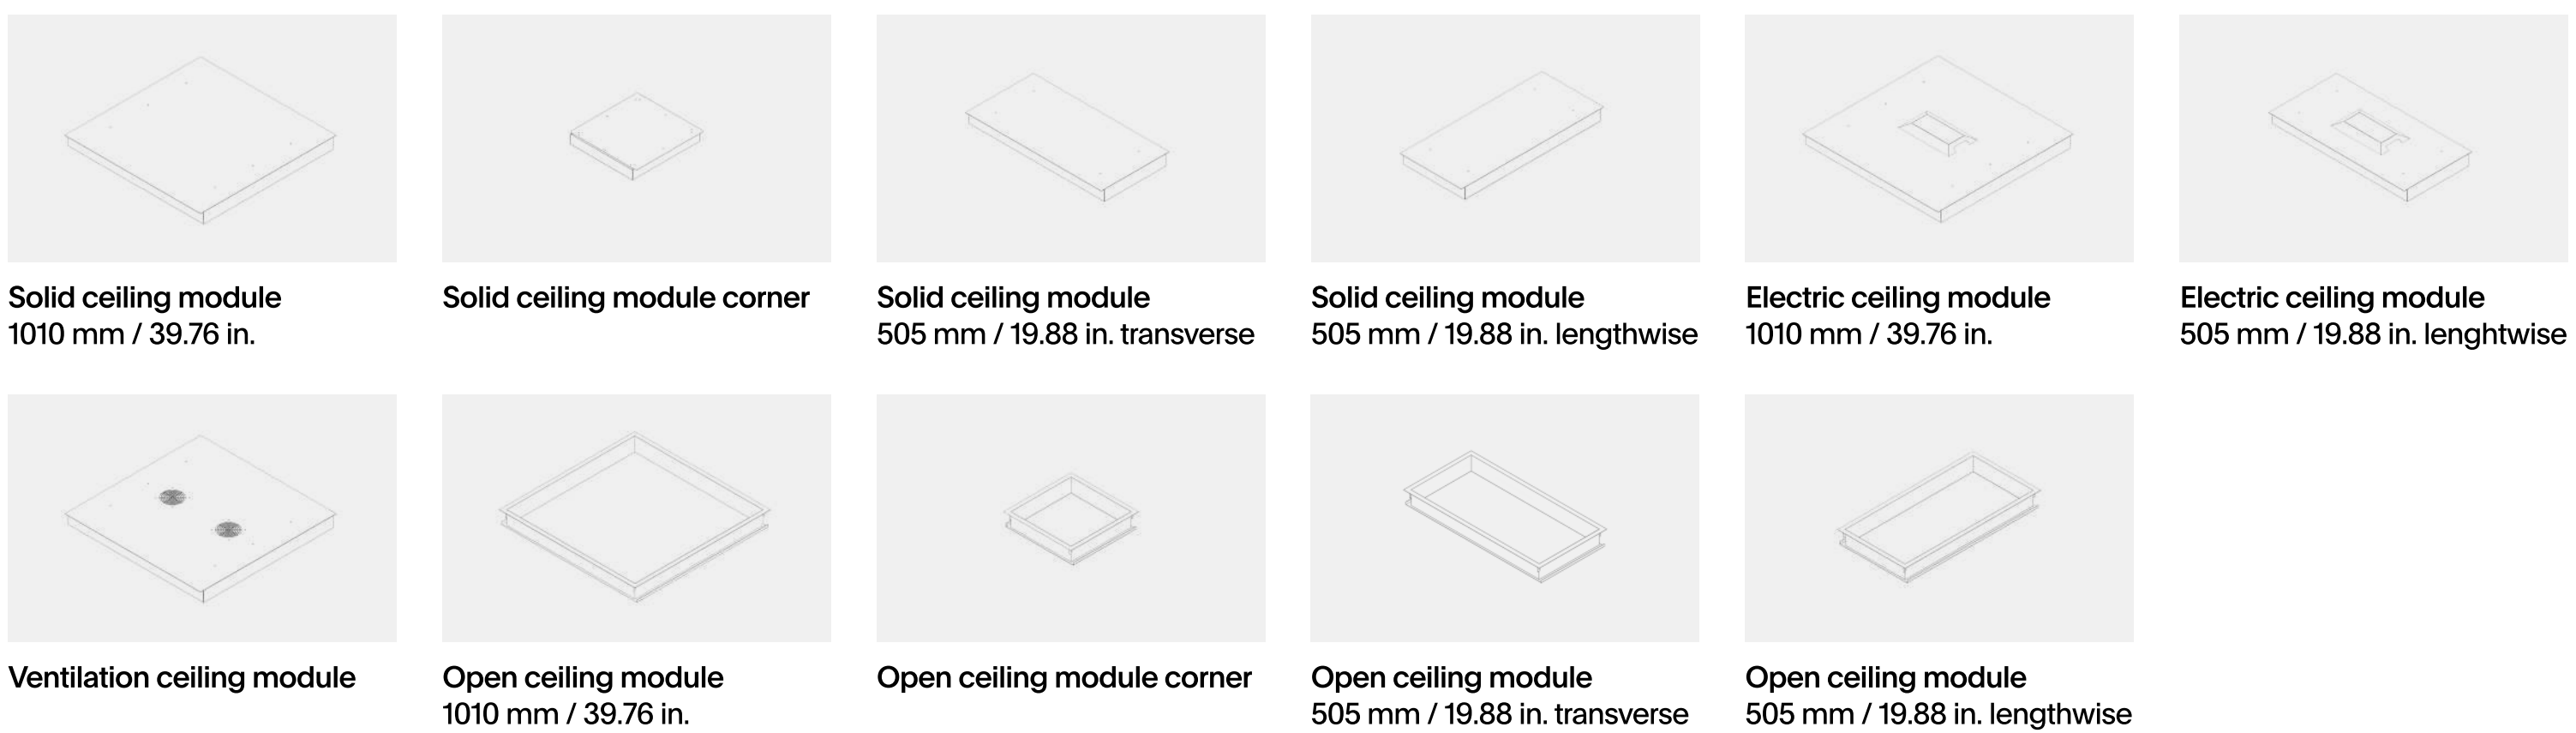 Solid ceiling module
1010 mm / 39.76 in.
Solid ceiling module corner
Solid ceiling module
505 mm / 19.88 in. transverse
Solid ceiling module
505 mm / 19.88 in. lengthwise
Electric ceiling module
1010 mm / 39.76 in.
Electric ceiling module
505 mm / 19.88 in. lenghtwise
Ventilation ceiling module
Open ceiling module
1010 mm / 39.76 in.
Open ceiling module corner
Open ceiling module
505 mm / 19.88 in. transverse
Open ceiling module
505 mm / 19.88 in. lengthwise